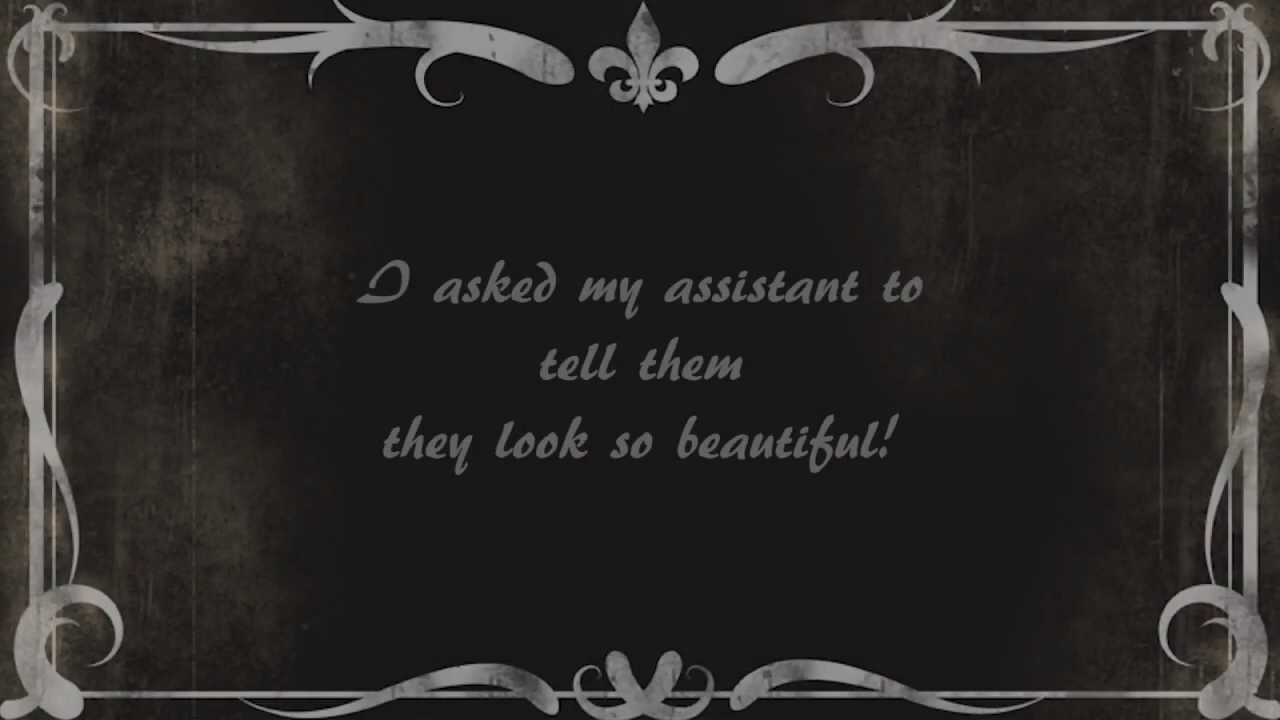 I asked my assistant to
tell them
they look so beautiful!